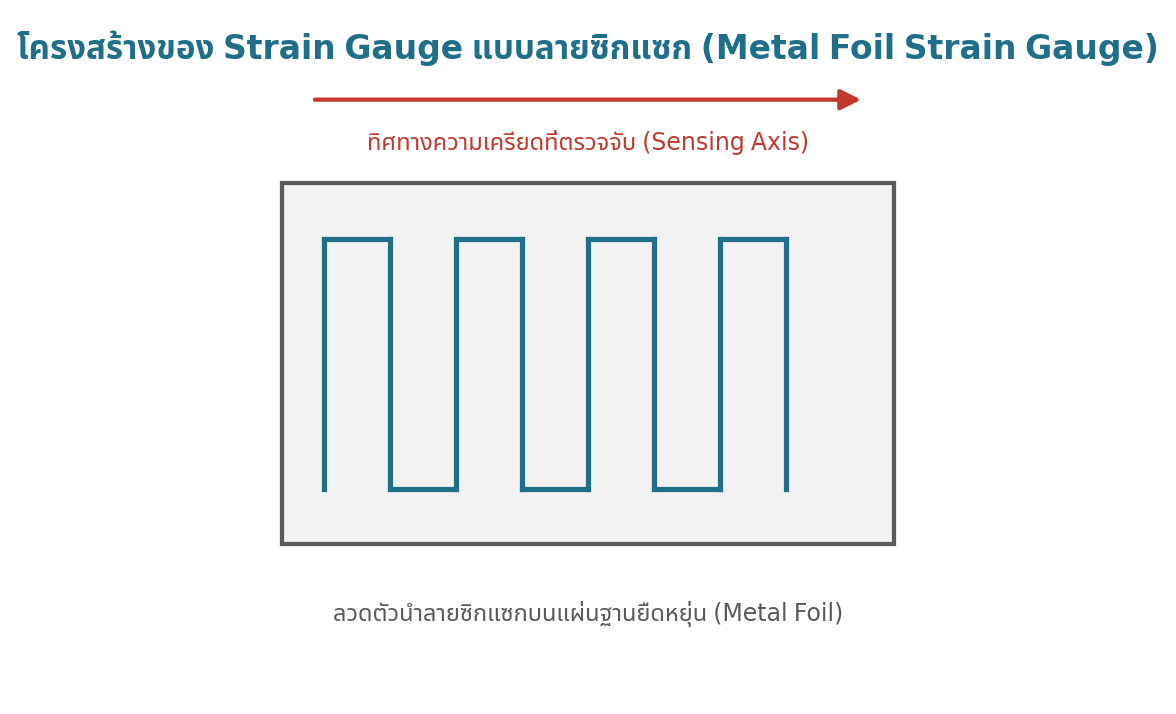 โครงสร้างของ Strain Gauge แบบลายซิกแซก (Metal Foil Strain Gauge)
ทิศทางความเครียดที่ตรวจจับ (Sensing Axis)
ลวดตัวนำลายซิกแซกบนแผ่นฐานยืดหยุ่น (Metal Foil)